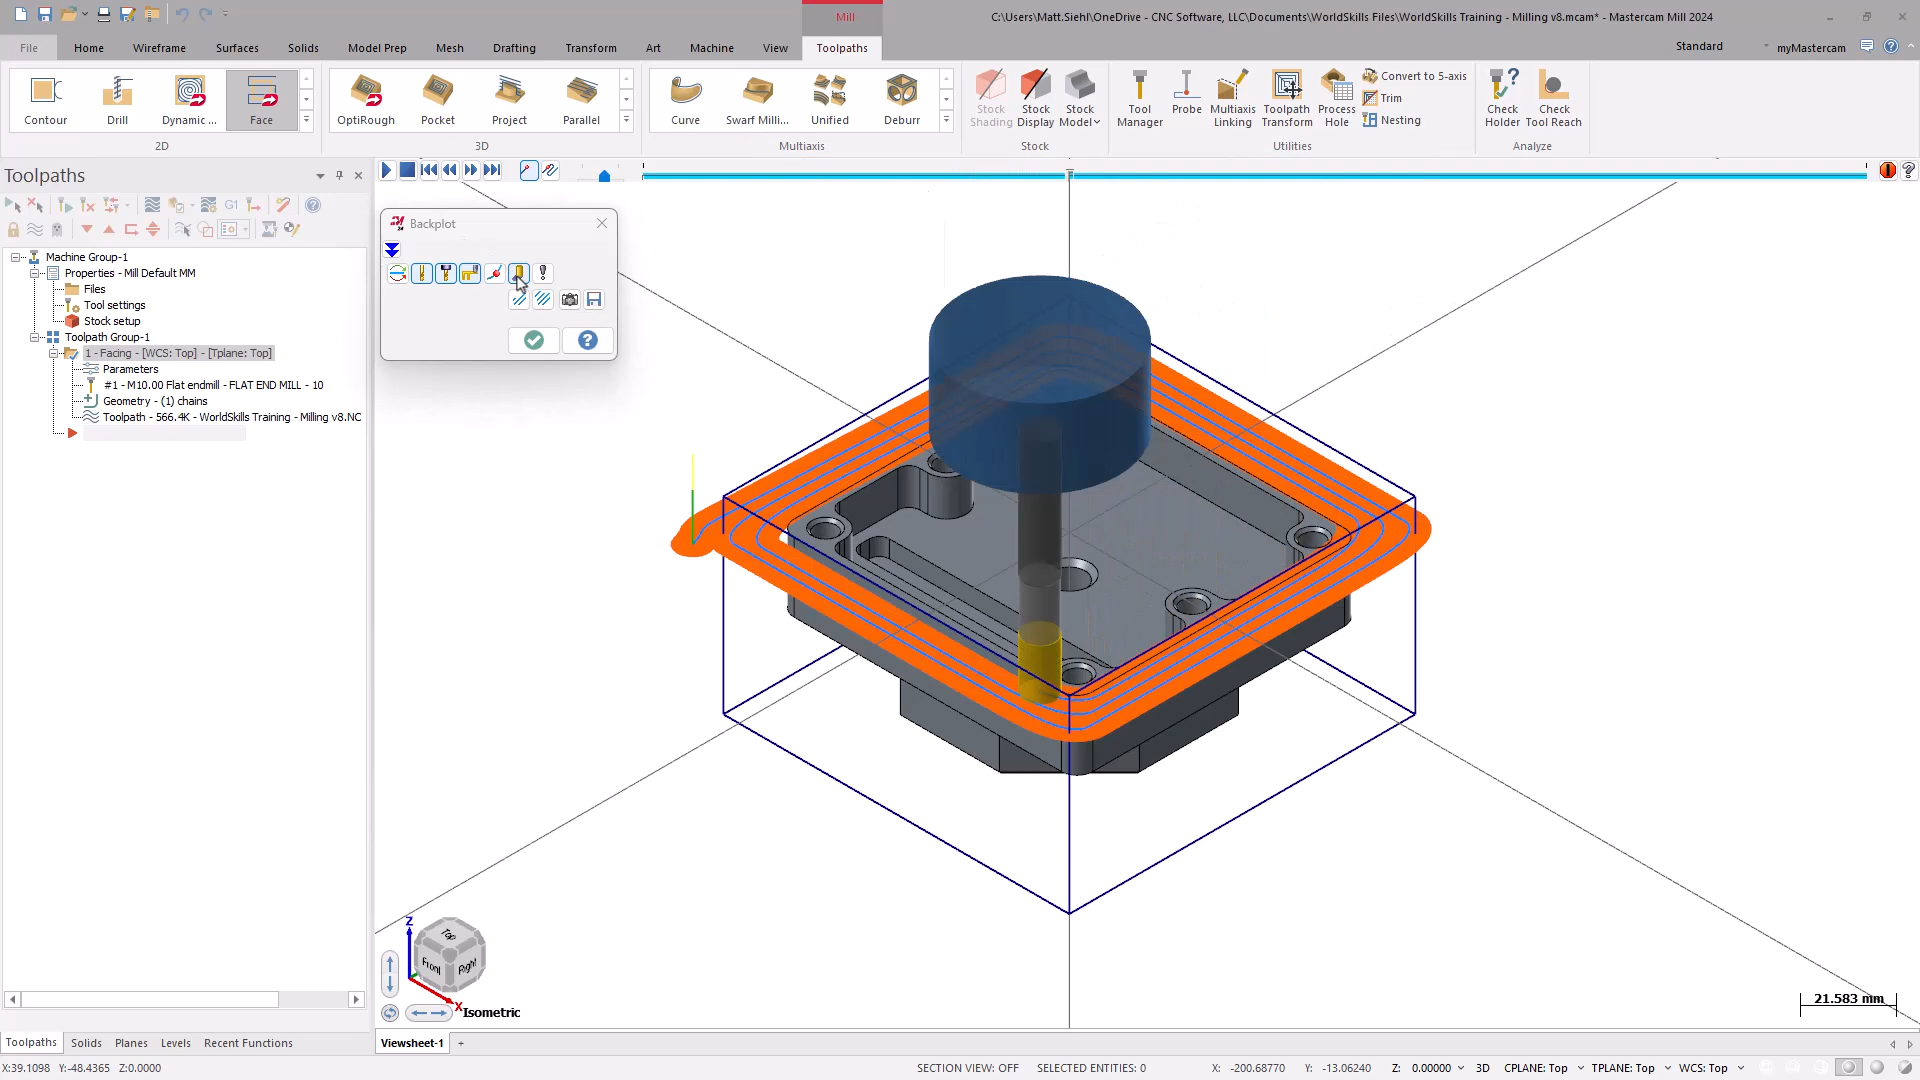 Mill
C:\Users\Matt.Siehl\OneDrive - CNC Software, LLC\Documents\WorldSkills Files\WorldSkills Training - Milling v8.mcam* - Mastercam Mill 2024
File
Home
Wireframe
Surfaces
Solids
Model Prep
Mesh
Drafting
Transform
Art
Machine
View
Toolpaths
Standard
myMastercam
Contour
Drill
Dynamic ...
Face
OptiRough
Pocket
Project
Parallel
Curve
Swarf Milli...
Unified
Deburr
Stock Shading
Stock Display
Stock Model
Tool Manager
Probe
Multiaxis Linking
Toolpath Transform
Process Hole
Convert to 5-axis
Trim
Nesting
Check Holder
Check Tool Reach
2D
3D
Multiaxis
Stock
Utilities
Analyze
Toolpaths
G1
Backplot
Machine Group-1
Properties - Mill Default MM
Files
Tool settings
Stock setup
Toolpath Group-1
1 - Facing - [WCS: Top] - [Tplane: Top]
Parameters
#1 - M10.00 Flat endmill - FLAT END MILL - 10
Geometry - (1) chains
Toolpath - 566.4K - WorldSkills Training - Milling v8.NC
Z
Top
Front
Right
X
Isometric
21.583 mm
Toolpaths
Solids
Planes
Levels
Recent Functions
Viewsheet-1
+
X:39.1098 Y:-48.4365 Z:0.0000
SECTION VIEW: OFF
SELECTED ENTITIES: 0
X: -200.68770
Y: -13.06240
Z: 0.00000
3D
CPLANE: Top
TPLANE: Top
WCS: Top